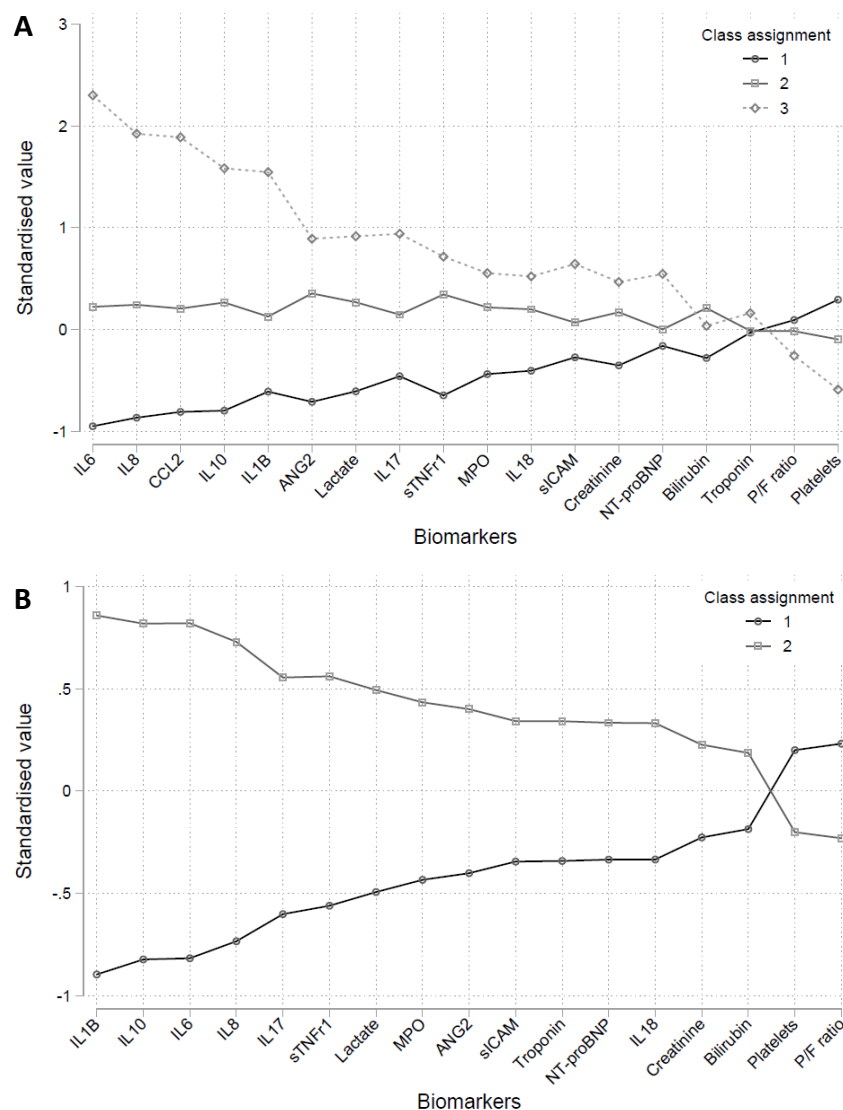 A
3
2
1
0
-1
Standardised value
Class assignment
1
2
3
IL6
IL8
CCL2
IL10
IL1B
ANG2
Lactate
IL17
sTNFr1
MPO
IL18
sICAM
Creatinine
NT-proBNP
Bilirubin
Troponin
P/F ratio
Platelets
Biomarkers
B
1
.5
0
-.5
-1
Standardised value
Class assignment
1
2
IL1B
IL10
IL6
IL8
IL17
sTNFr1
Lactate
MPO
ANG2
sICAM
Troponin
NT-proBNP
IL18
Creatinine
Bilirubin
Platelets
P/F ratio
Biomarkers